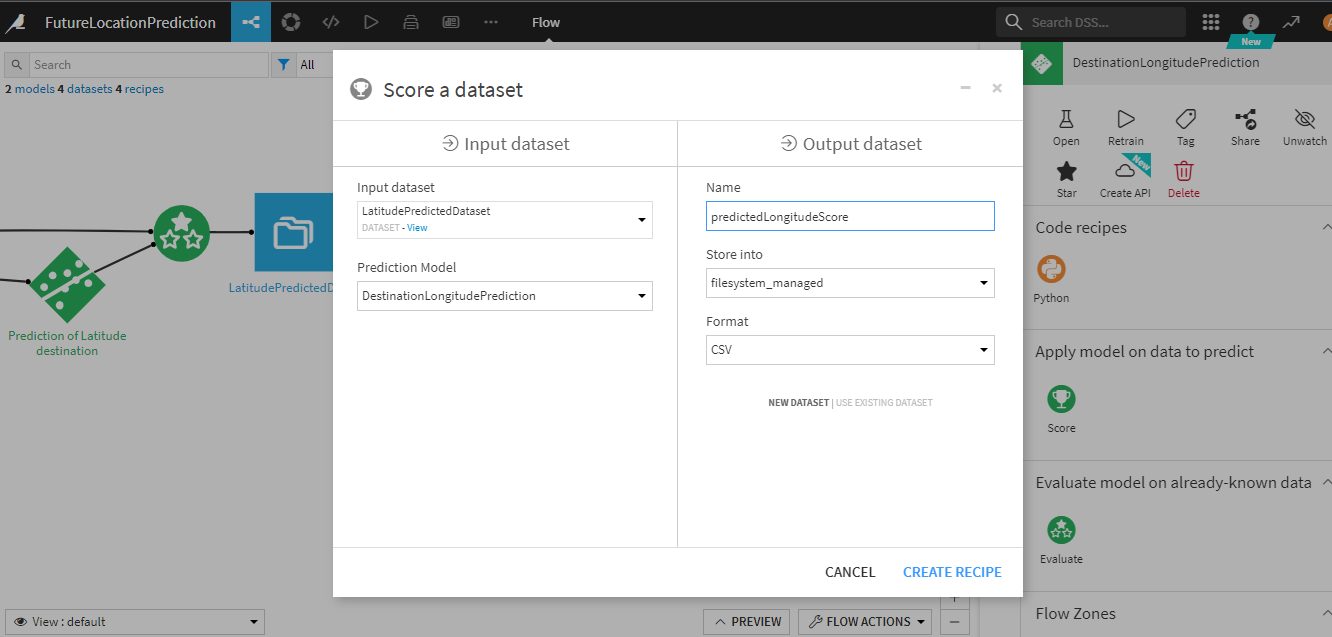 FutureLocationPrediction
Flow
Search DSS...
?
New
Search
All
2 models 4 datasets 4 recipes
Prediction of Latitude
destination
LatitudePredictedD
Score a dataset
Input dataset
Output dataset
Input dataset
LatitudePredictedDataset
DATASET - View
Prediction Model
DestinationLongitudePrediction
Name
predictedLongitudeScore
Store into
filesystem_managed
Format
CSV
NEW DATASET | USE EXISTING DATASET
CANCEL
CREATE RECIPE
DestinationLongitudePrediction
Open
Retrain
Tag
Share
Unwatch
New
Star
Create API
Delete
Code recipes
Python
Apply model on data to predict
Score
Evaluate model on already-known data
Evaluate
Flow Zones
View : default
PREVIEW
FLOW ACTIONS